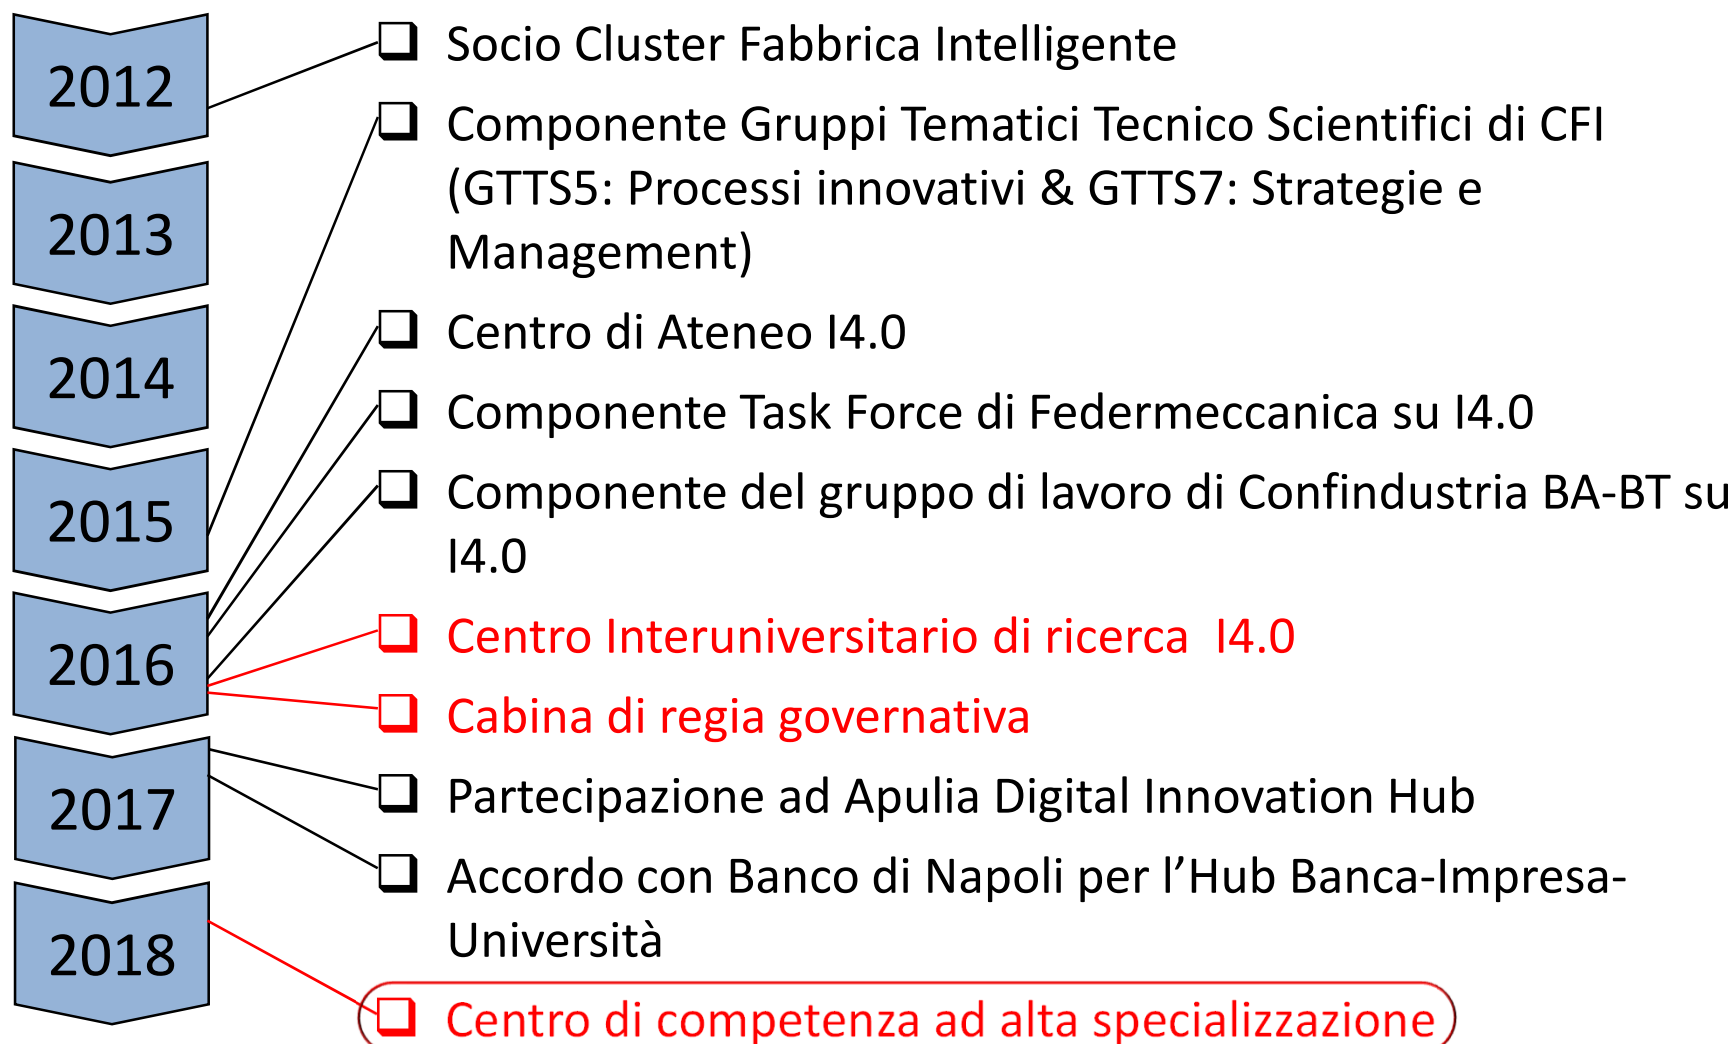 2012
2013
2014
2015
2016
2017
2018
Socio Cluster Fabbrica Intelligente
Componente Gruppi Tematici Tecnico Scientifici di CFI
(GTTS5: Processi innovativi & GTTS7: Strategie e
Management)
Centro di Ateneo I4.0
Componente Task Force di Federmeccanica su I4.0
Componente del gruppo di lavoro di Confindustria BA-BT su
I4.0
Centro Interuniversitario di ricerca  I4.0
Cabina di regia governativa
Partecipazione ad Apulia Digital Innovation Hub
Accordo con Banco di Napoli per l’Hub Banca-Impresa-
Università
Centro di competenza ad alta specializzazione